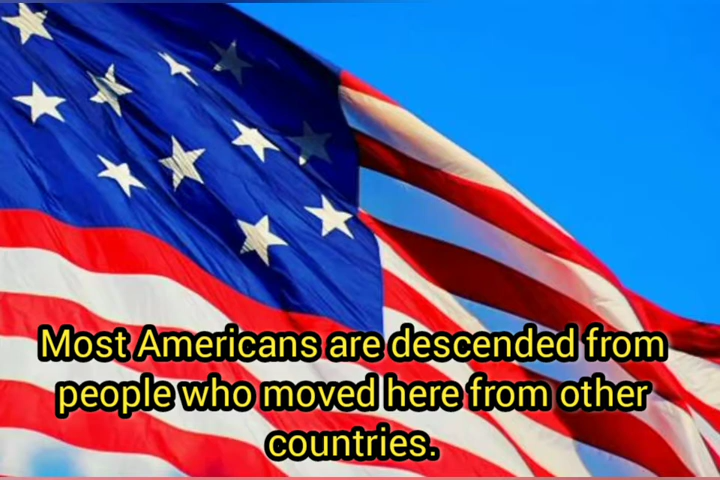 Most Americans are descended from
people who moved here from other
countries.